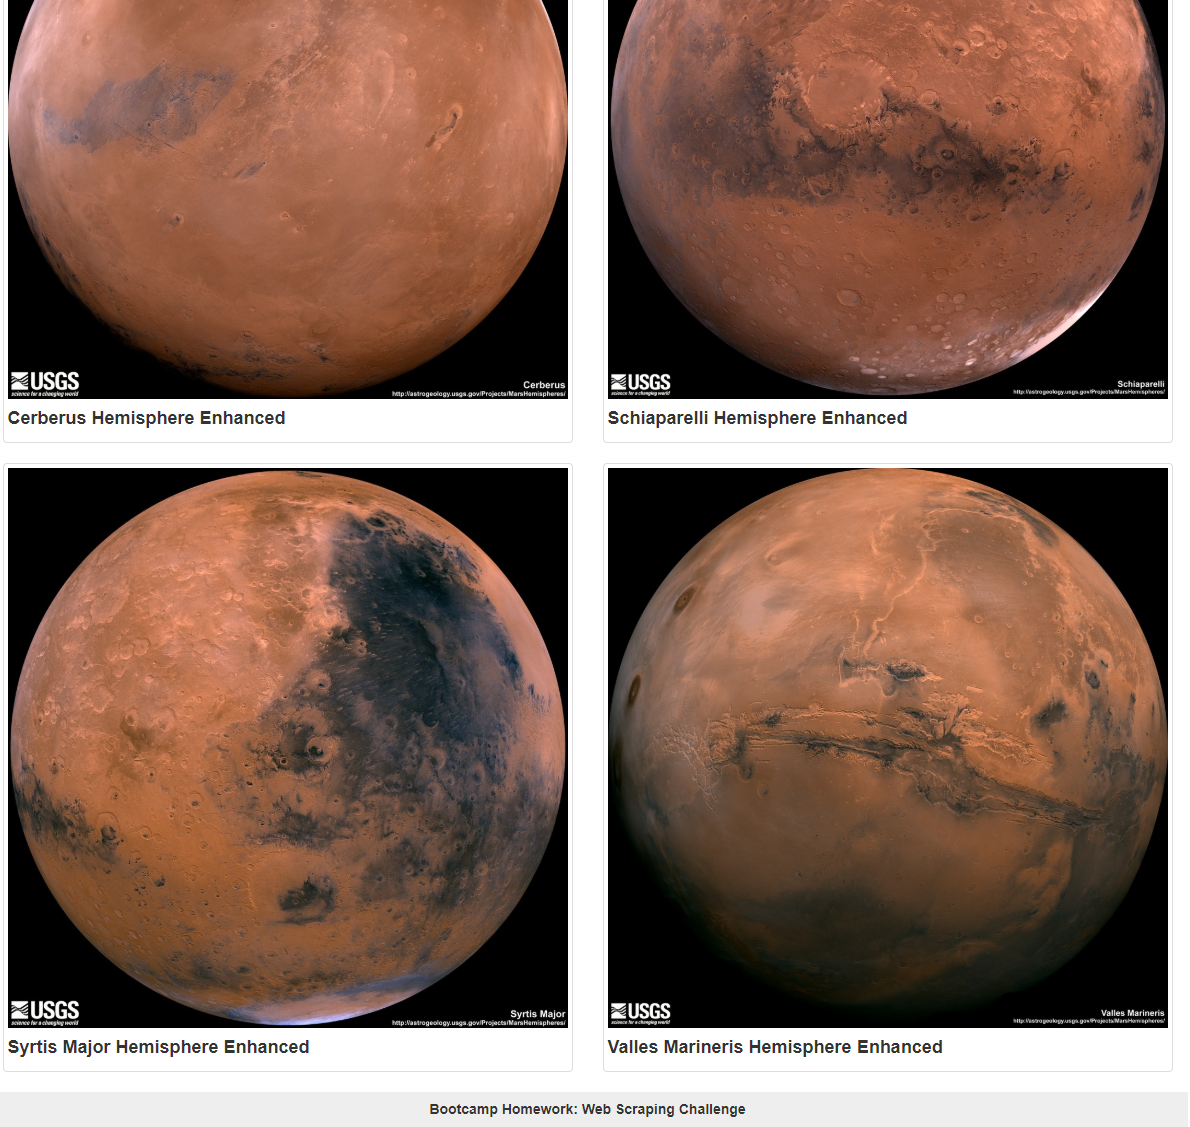 USGS
science for a changing world
Cerberus
http://astrogeology.usgs.gov/Projects/MarsHemispheres/
Cerberus Hemisphere Enhanced
USGS
science for a changing world
Schiaparelli
http://astrogeology.usgs.gov/Projects/MarsHemispheres/
Schiaparelli Hemisphere Enhanced
USGS
science for a changing world
Syrtis Major
http://astrogeology.usgs.gov/Projects/MarsHemispheres/
Syrtis Major Hemisphere Enhanced
USGS
science for a changing world
Valles Marineris
http://astrogeology.usgs.gov/Projects/MarsHemispheres/
Valles Marineris Hemisphere Enhanced
Bootcamp Homework: Web Scraping Challenge